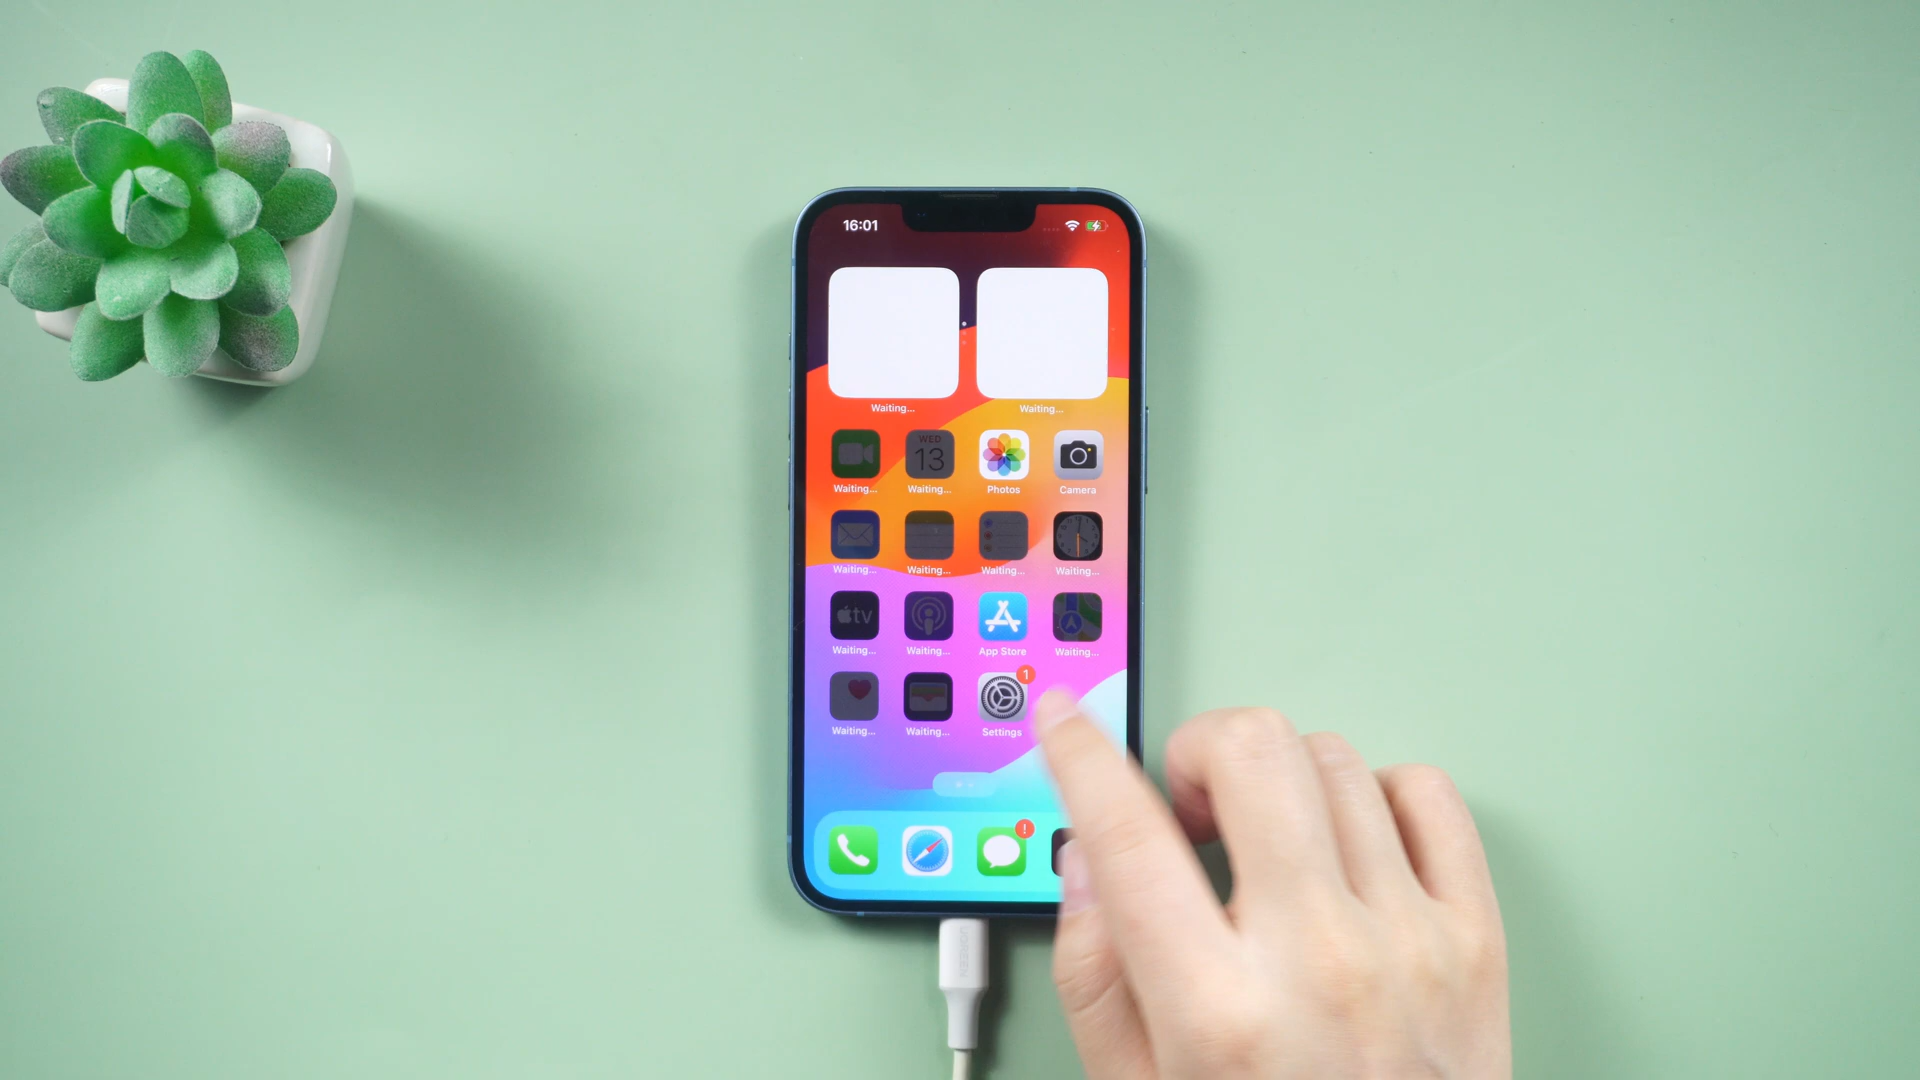 16:01
Waiting... Waiting...
WED
13
Waiting... Waiting... Photos Camera
Waiting... Waiting... Waiting... Waiting...
tv
Waiting... Waiting... App Store Waiting...
1
Waiting... Waiting... Settings
!
UGREEN